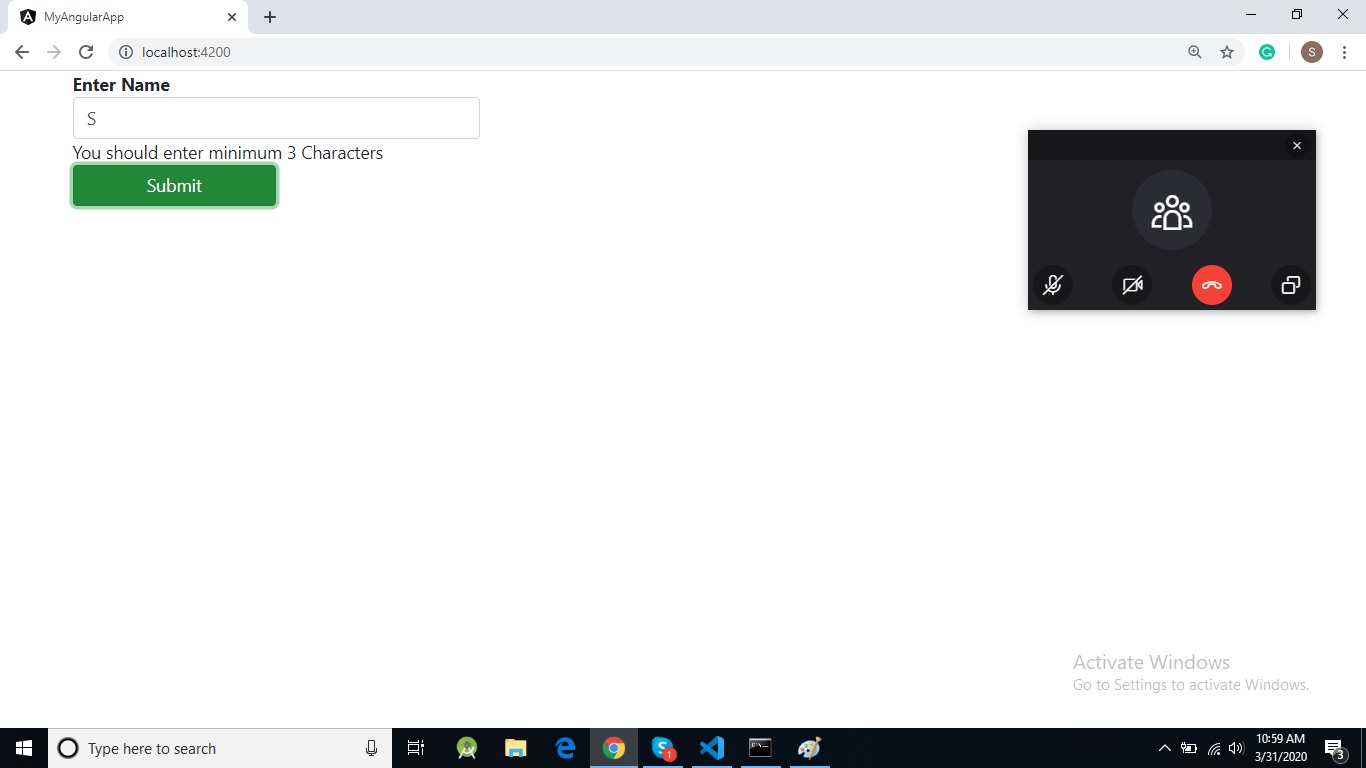 MyAngularApp
localhost:4200
S
Enter Name
S
You should enter minimum 3 Characters
Submit
Activate Windows
Go to Settings to activate Windows.
Type here to search
1
10:59 AM
3/31/2020
3